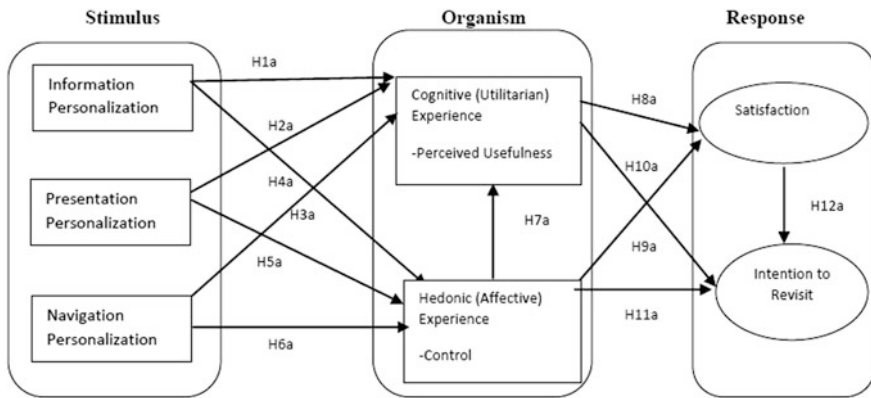 Stimulus
Organism
Response
Information
Personalization
Presentation
Personalization
Navigation
Personalization
H1a
H2a
H4a
H3a
H5a
H6a
Cognitive (Utilitarian)
Experience
-Perceived Usefulness
H7a
Hedonic (Affective)
Experience
-Control
H8a
H10a
H9a
H11a
Satisfaction
H12a
Intention to
Revisit